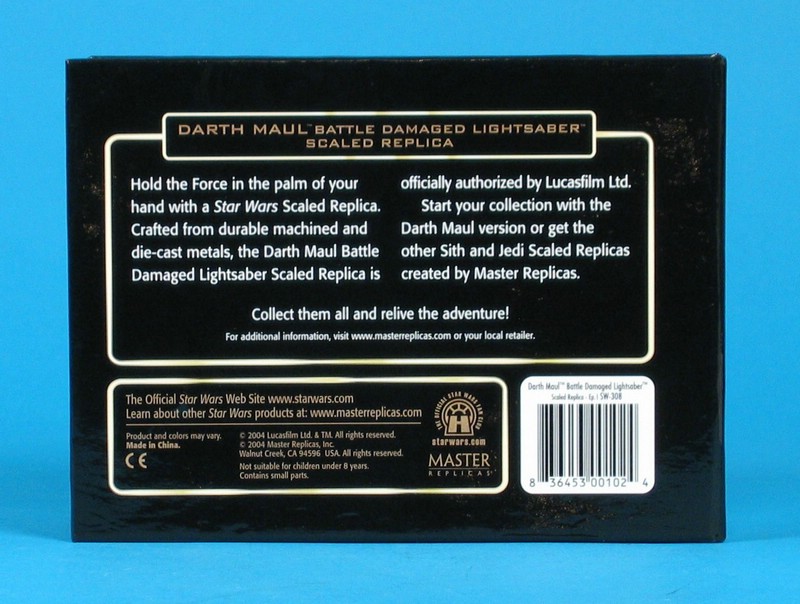 DARTH MAUL™ BATTLE DAMAGED LIGHTSABER™
SCALED REPLICA
Hold the Force in the palm of your
hand with a Star Wars Scaled Replica.
Crafted from durable machined and
die-cast metals, the Darth Maul Battle
Damaged Lightsaber Scaled Replica is
officially authorized by Lucasfilm Ltd.
Start your collection with the
Darth Maul version or get the
other Sith and Jedi Scaled Replicas
created by Master Replicas.
Collect them all and relive the adventure!
For additional information, visit www.masterreplicas.com or your local retailer.
The Official Star Wars Web Site www.starwars.com
Learn about other Star Wars products at: www.masterreplicas.com
Product and colors may vary.
Made in China.
CE
© 2004 Lucasfilm Ltd. & TM. All rights reserved.
© 2004 Master Replicas, Inc.
Walnut Creek, CA 94596 USA. All rights reserved.
Not suitable for children under 8 years.
Contains small parts.
THE OFFICIAL STAR WARS FAN CLUB
starwars.com
MASTER
REPLICAS
Darth Maul™ Battle Damaged Lightsaber™
Scaled Replica - Ep. I SW-308
8 36453 00102 4